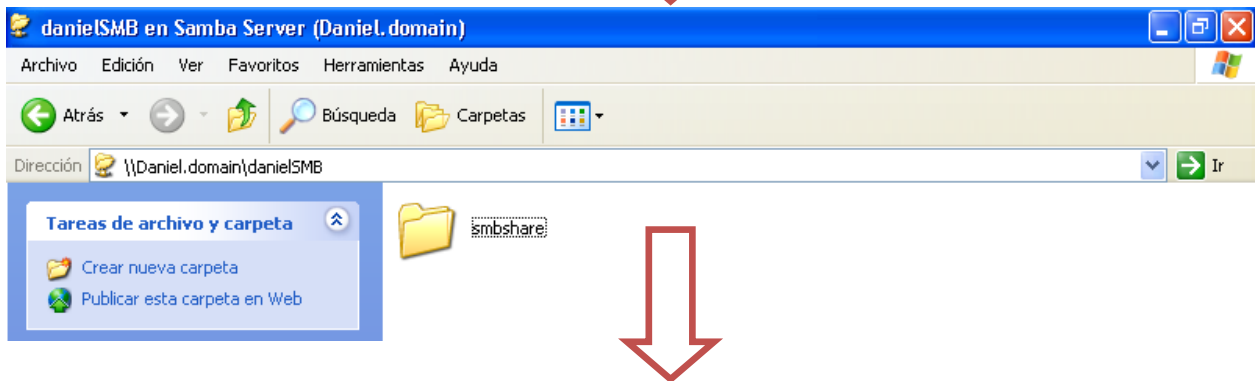 danielSMB en Samba Server (Daniel.domain)
Archivo Edición Ver Favoritos Herramientas Ayuda
Atrás Búsqueda Carpetas
Dirección \\Daniel.domain\danielSMB Ir
Tareas de archivo y carpeta
smbshare
Crear nueva carpeta
Publicar esta carpeta en Web